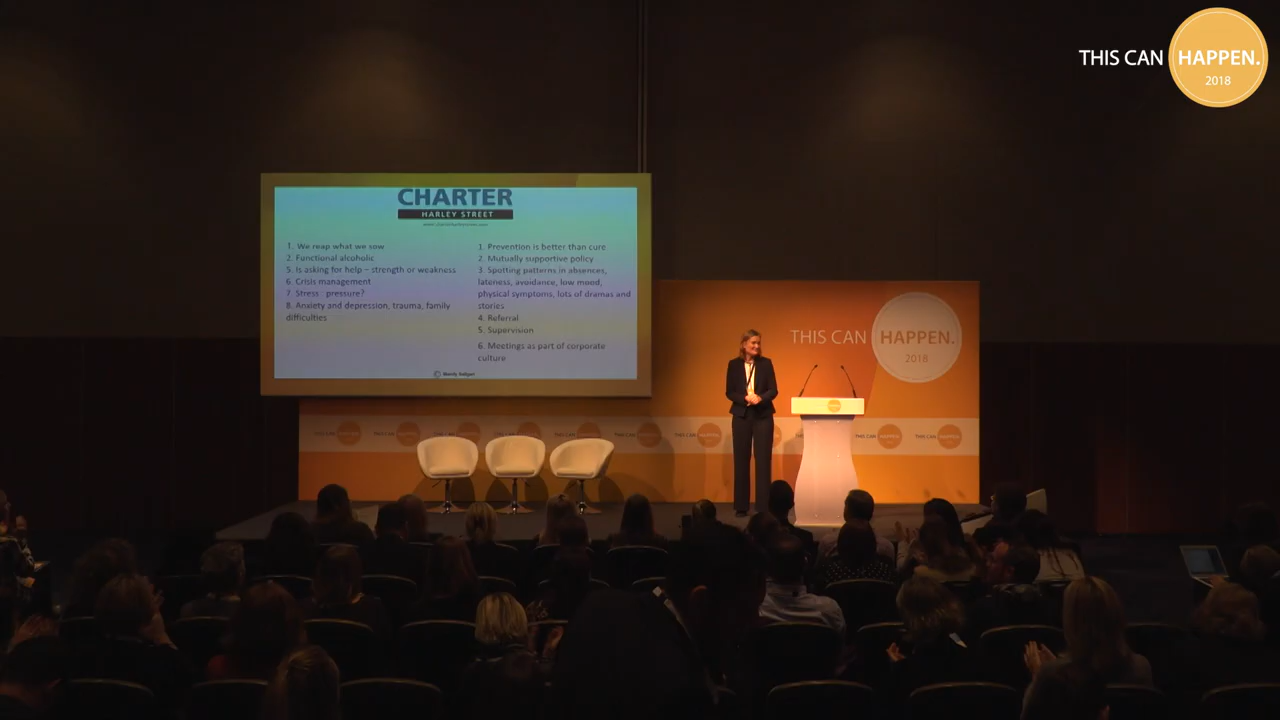 THIS CAN HAPPEN.
2018
CHARTER
HARLEY STREET
1. We reap what we sow
2. Functional alcoholic
5. Is asking for help – strength or weakness
6. Crisis management
7. Stress pressure?
8. Anxiety and depression, trauma, family
difficulties
1. Prevention is better than cure
2. Mutually supportive policy
3. Spotting patterns in absences,
lateness, avoidance, low mood,
physical symptoms, lots of dramas and
stories
4. Referral
5. Supervision
6. Meetings as part of corporate
culture
THIS CAN HAPPEN.
2018